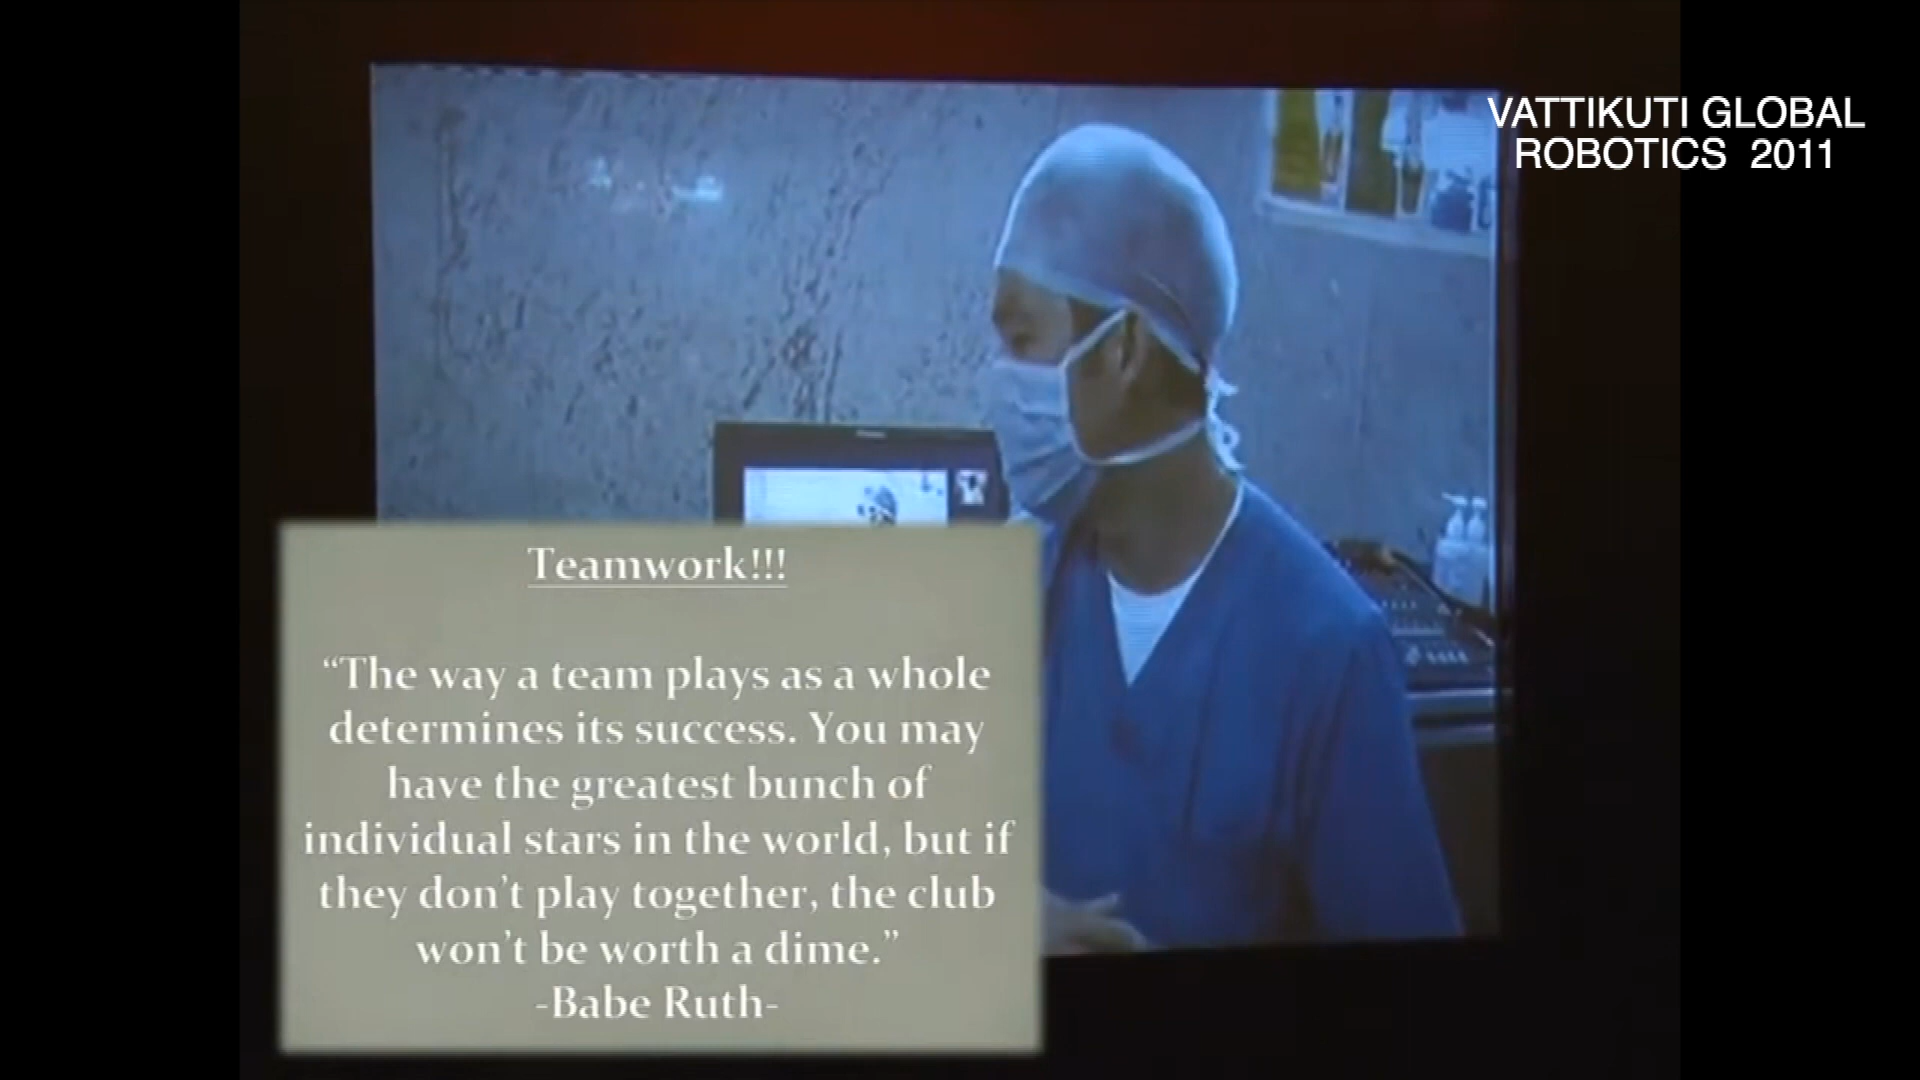 VATTIKUTI GLOBAL
ROBOTICS 2011
Teamwork!!!
“The way a team plays as a whole
determines its success. You may
have the greatest bunch of
individual stars in the world, but if
they don’t play together, the club
won’t be worth a dime.”
-Babe Ruth-